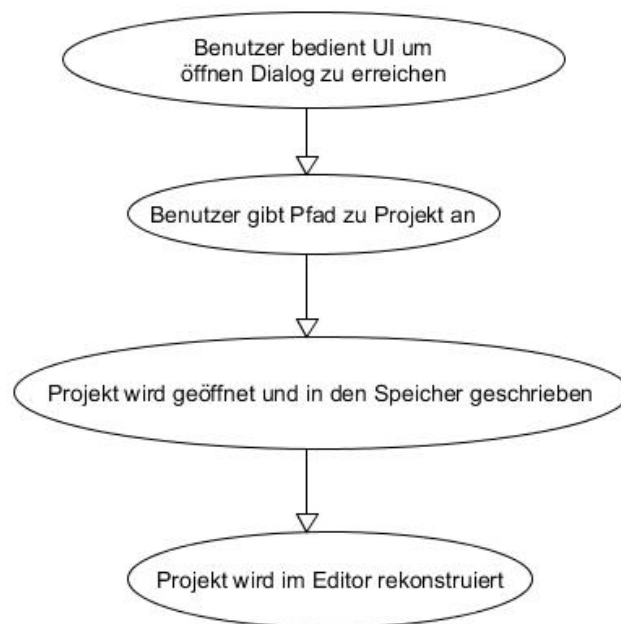 Benutzer bedient UI um
öffnen Dialog zu erreichen
Benutzer gibt Pfad zu Projekt an
Projekt wird geöffnet und in den Speicher geschrieben
Projekt wird im Editor rekonstruiert